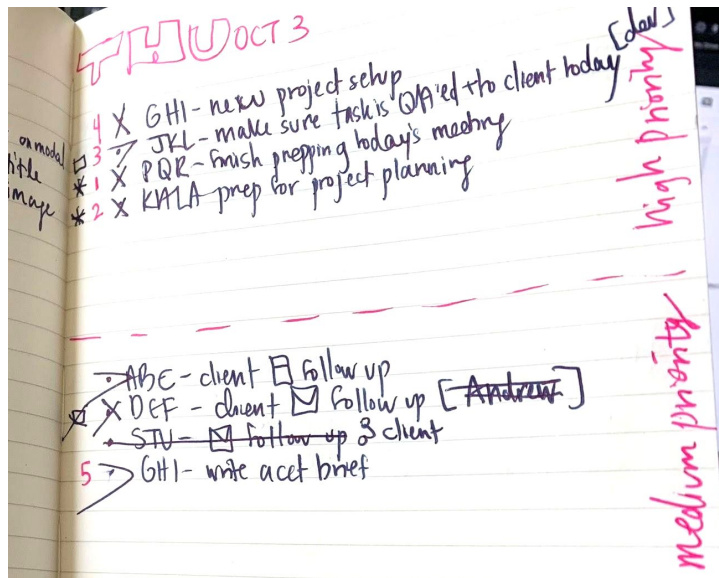 THU OCT 3
[dev]
4 X GHI - new project setup
3 > JKL - make sure task is QA'ed + to client today
* 1 X PQR - finish prepping today's meeting
* 2 X KALA prep for project planning
high priority
on modal
title
image
ABE - client follow up
X DEF - client follow up [Andrew]
STU - follow up client
5 > GHI - write acct brief
medium priority